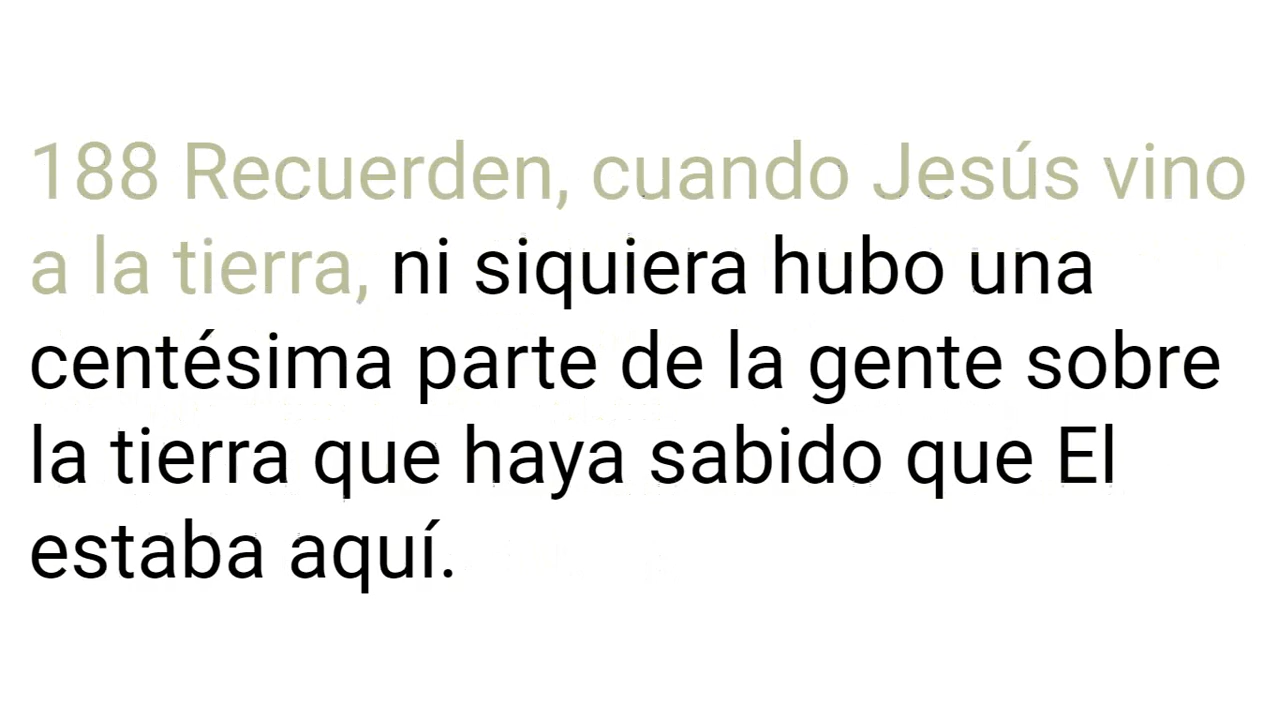 188 Recuerden, cuando Jesús vino
a la tierra, ni siquiera hubo una
centésima parte de la gente sobre
la tierra que haya sabido que El
estaba aquí.